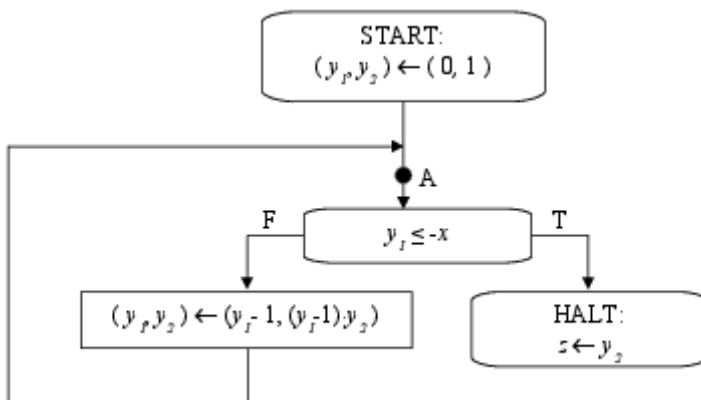 START:
(y₁,y₂) ← (0, 1)
A
F
y₁ ≤ -x
T
(y₁,y₂) ← (y₁- 1, (y₁-1).y₂)
HALT:
z ← y₂